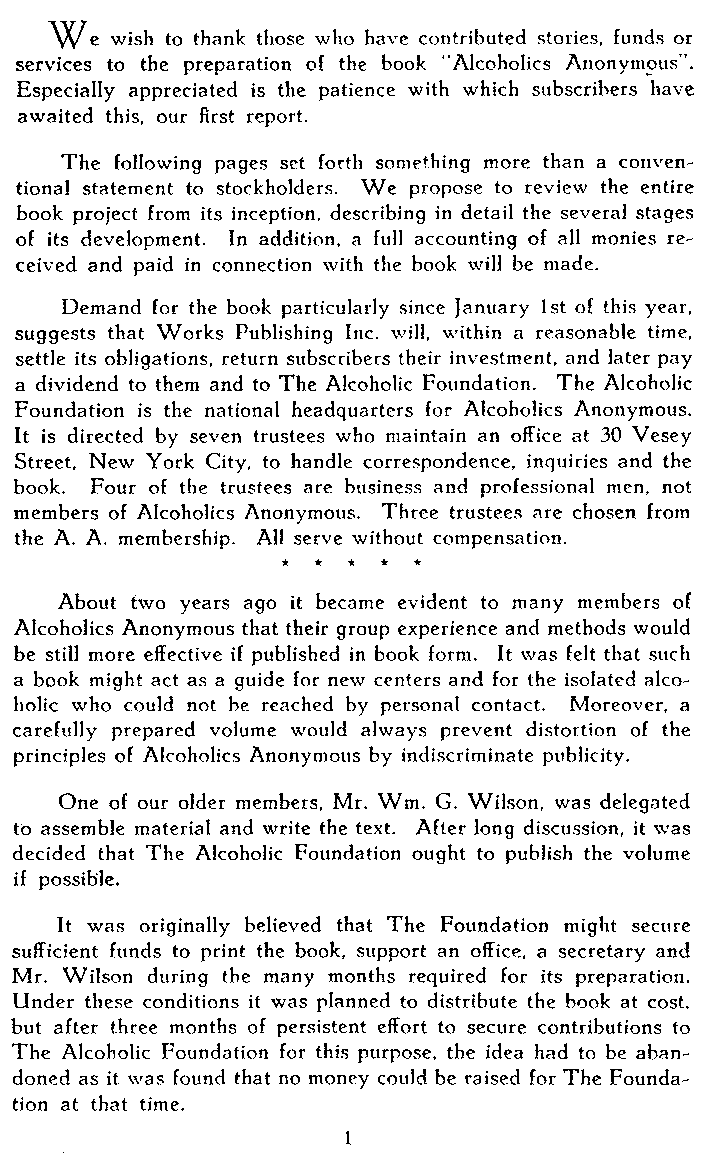 We wish to thank those who have contributed stories, funds or
services to the preparation of the book "Alcoholics Anonymous".
Especially appreciated is the patience with which subscribers have
awaited this, our first report.
The following pages set forth something more than a conven-
tional statement to stockholders. We propose to review the entire
book project from its inception, describing in detail the several stages
of its development. In addition, a full accounting of all monies re-
ceived and paid in connection with the book will be made.
Demand for the book particularly since January 1st of this year,
suggests that Works Publishing Inc. will, within a reasonable time,
settle its obligations, return subscribers their investment, and later pay
a dividend to them and to The Alcoholic Foundation. The Alcoholic
Foundation is the national headquarters for Alcoholics Anonymous.
It is directed by seven trustees who maintain an office at 30 Vesey
Street, New York City, to handle correspondence, inquiries and the
book. Four of the trustees are business and professional men, not
members of Alcoholics Anonymous. Three trustees are chosen from
the A. A. membership. All serve without compensation.
* * * * *
About two years ago it became evident to many members of
Alcoholics Anonymous that their group experience and methods would
be still more effective if published in book form. It was felt that such
a book might act as a guide for new centers and for the isolated alco-
holic who could not be reached by personal contact. Moreover, a
carefully prepared volume would always prevent distortion of the
principles of Alcoholics Anonymous by indiscriminate publicity.
One of our older members, Mr. Wm. G. Wilson, was delegated
to assemble material and write the text. After long discussion, it was
decided that The Alcoholic Foundation ought to publish the volume
if possible.
It was originally believed that The Foundation might secure
sufficient funds to print the book, support an office, a secretary and
Mr. Wilson during the many months required for its preparation.
Under these conditions it was planned to distribute the book at cost,
but after three months of persistent effort to secure contributions to
The Alcoholic Foundation for this purpose, the idea had to be aban-
doned as it was found that no money could be raised for The Founda-
tion at that time.
1